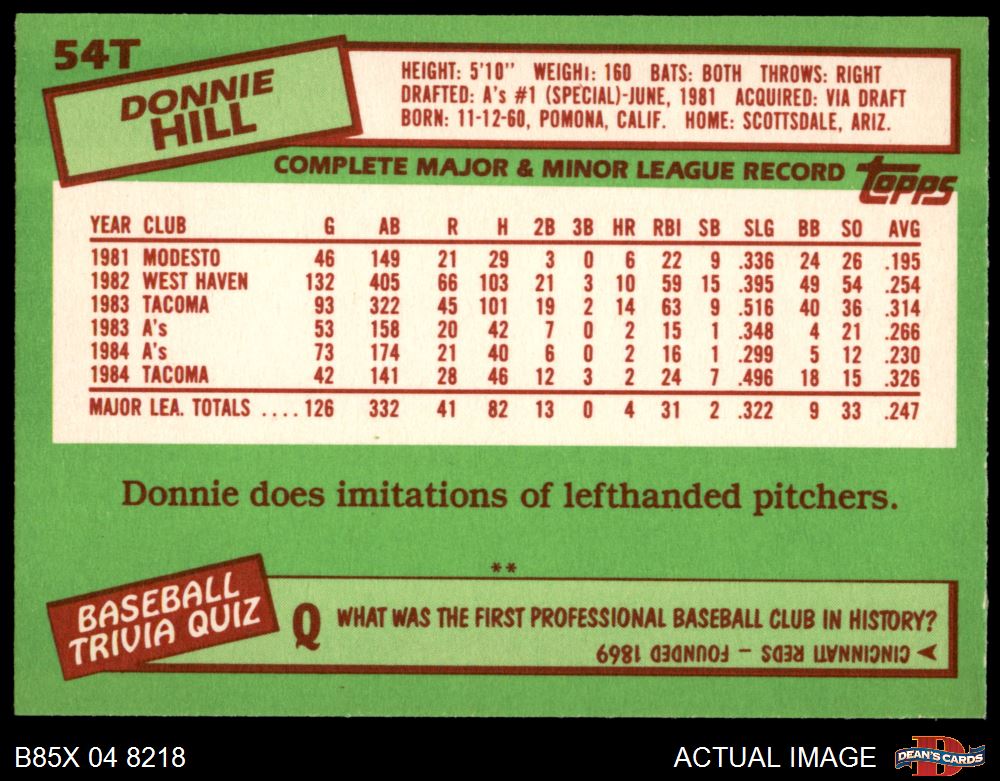 54T
DONNIE
HILL
HEIGHT: 5'10" WEIGHT: 160 BATS: BOTH THROWS: RIGHT
DRAFTED: A's #1 (SPECIAL)-JUNE, 1981 ACQUIRED: VIA DRAFT
BORN: 11-12-60, POMONA, CALIF. HOME: SCOTTSDALE, ARIZ.
COMPLETE MAJOR & MINOR LEAGUE RECORD topps
YEAR CLUB G AB R H 2B 3B HR RBI SB SLG BB SO AVG
1981 MODESTO 46 149 21 29 3 0 6 22 9 .336 24 26 .195
1982 WEST HAVEN 132 405 66 103 21 3 10 59 15 .395 49 54 .254
1983 TACOMA 93 322 45 101 19 2 14 63 9 .516 40 36 .314
1983 A's 53 158 20 42 7 0 2 15 1 .348 4 21 .266
1984 A's 73 174 21 40 6 0 2 16 1 .299 5 12 .230
1984 TACOMA 42 141 28 46 12 3 2 24 7 .496 18 15 .326
MAJOR LEA. TOTALS .... 126 332 41 82 13 0 4 31 2 .322 9 33 .247
Donnie does imitations of lefthanded pitchers.
**
BASEBALL
TRIVIA QUIZ
Q WHAT WAS THE FIRST PROFESSIONAL BASEBALL CLUB IN HISTORY?
CINCINNATI REDS - FOUNDED 1869
B85X 04 8218 ACTUAL IMAGE D DEAN'S CARDS